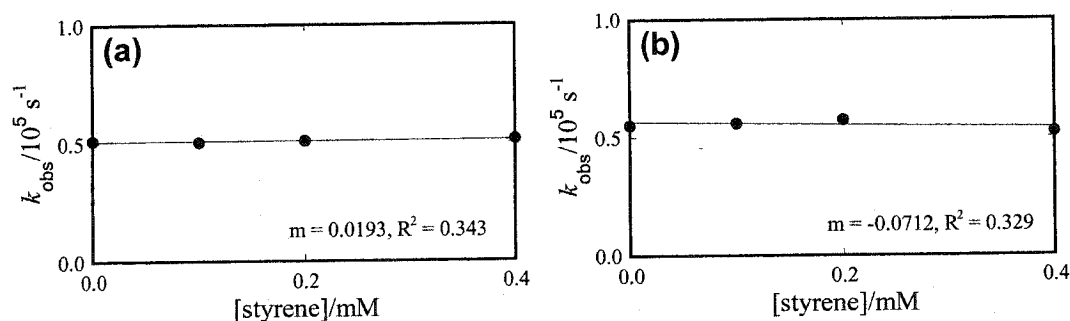 (a)
1.0
0.5
0.0
k_obs/10^5 s^-1
m = 0.0193, R^2 = 0.343
0.0
0.2
0.4
[styrene]/mM
(b)
1.0
0.5
0.0
k_obs/10^5 s^-1
m = -0.0712, R^2 = 0.329
0.0
0.2
0.4
[styrene]/mM